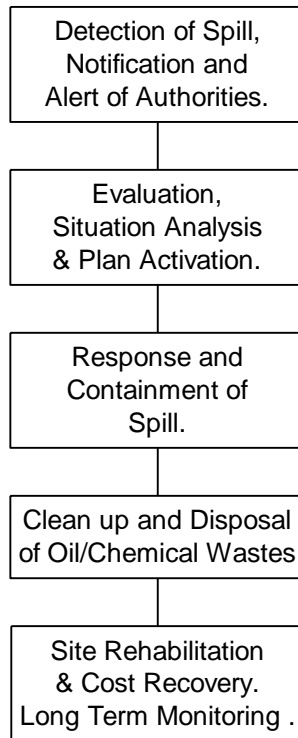 Detection of Spill,
Notification and
Alert of Authorities.
Evaluation,
Situation Analysis
& Plan Activation.
Response and
Containment of
Spill.
Clean up and Disposal
of Oil/Chemical Wastes
Site Rehabilitation
& Cost Recovery.
Long Term Monitoring .